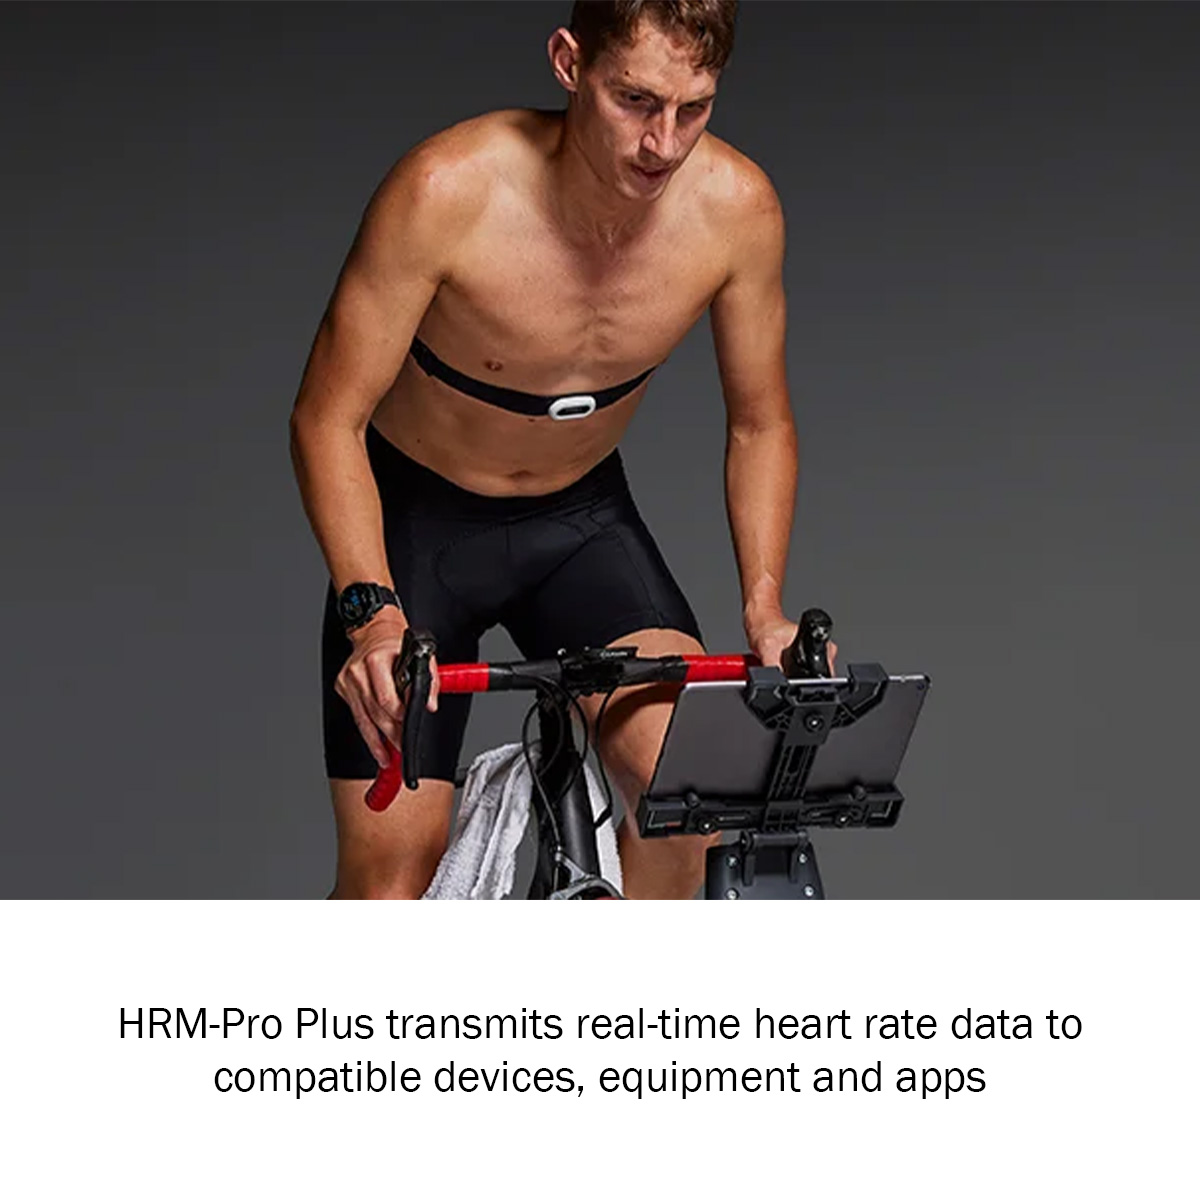 HRM-Pro Plus transmits real-time heart rate data to
compatible devices, equipment and apps